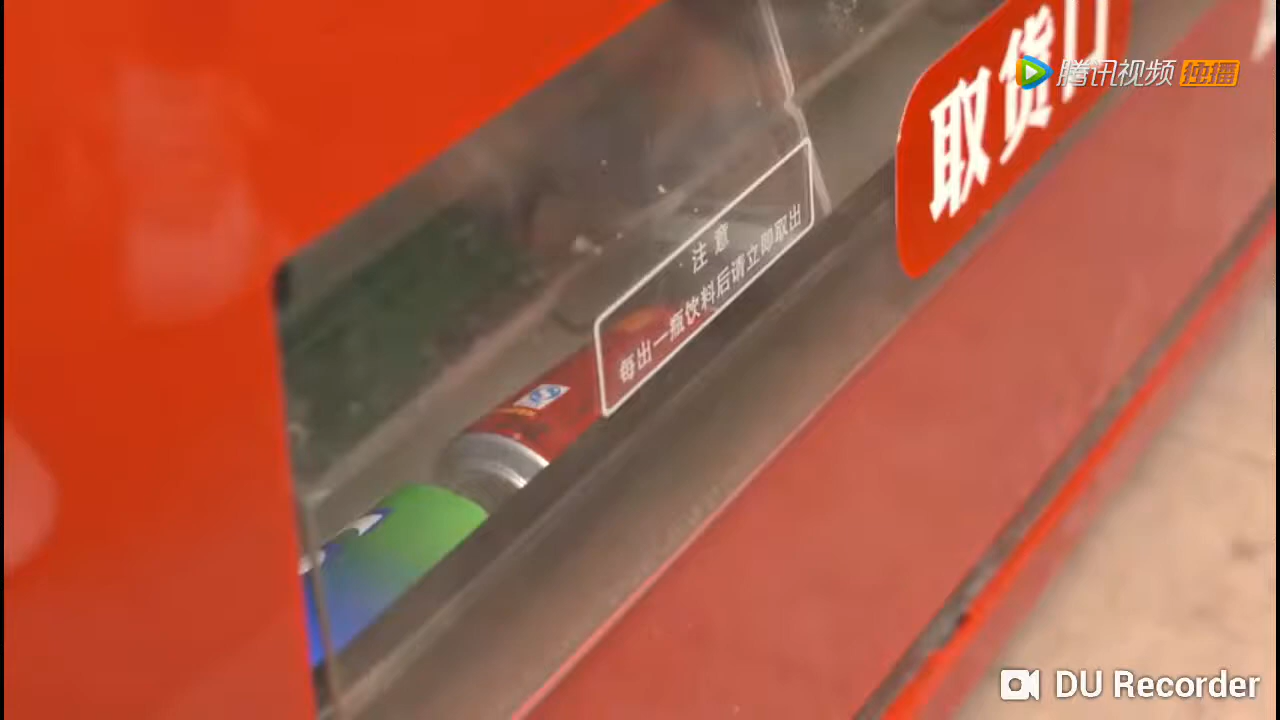 取货口
腾讯视频 独播
注意
每出一瓶饮料后请立即取出
DU Recorder